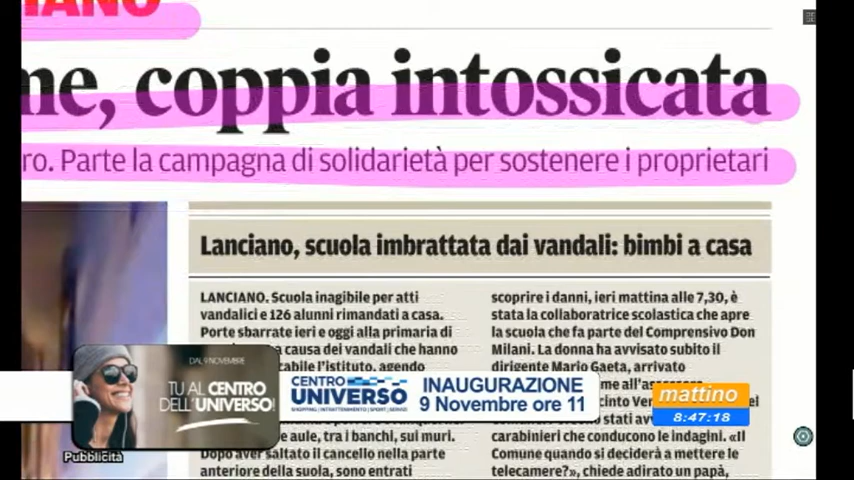 IANO
me, coppia intossicata
ro. Parte la campagna di solidarietà per sostenere i proprietari
Lanciano, scuola imbrattata dai vandali: bimbi a casa
LANCIANO. Scuola inagibile per atti
vandalici e 126 alunni rimandati a casa.
Porte sbarrate ieri e oggi alla primaria di
a causa dei vandali che hanno
cabile l'istituto, agendo
e aule, tra i banchi, sui muri.
Dopo aver saltato il cancello nella parte
anteriore della suola, sono entrati
scoprire i danni, ieri mattina alle 7,30, è
stata la collaboratrice scolastica che apre
la scuola che fa parte del Comprensivo Don
Milani. La donna ha avvisato subito il
dirigente Mario Gaeta, arrivato
me all'assessore
cinto Ver
stati avv
carabinieri che conducono le indagini. «Il
Comune quando si deciderà a mettere le
telecamere?», chiede adirato un papà,
DAL 9 NOVEMBRE
TU AL CENTRO
DELL'UNIVERSO!
Pubblicità
CENTRO
UNIVERSO
SHOPPING | INTRATTENIMENTO | SPORT | SERVIZI
INAUGURAZIONE
9 Novembre ore 11
mattino
8:47:18